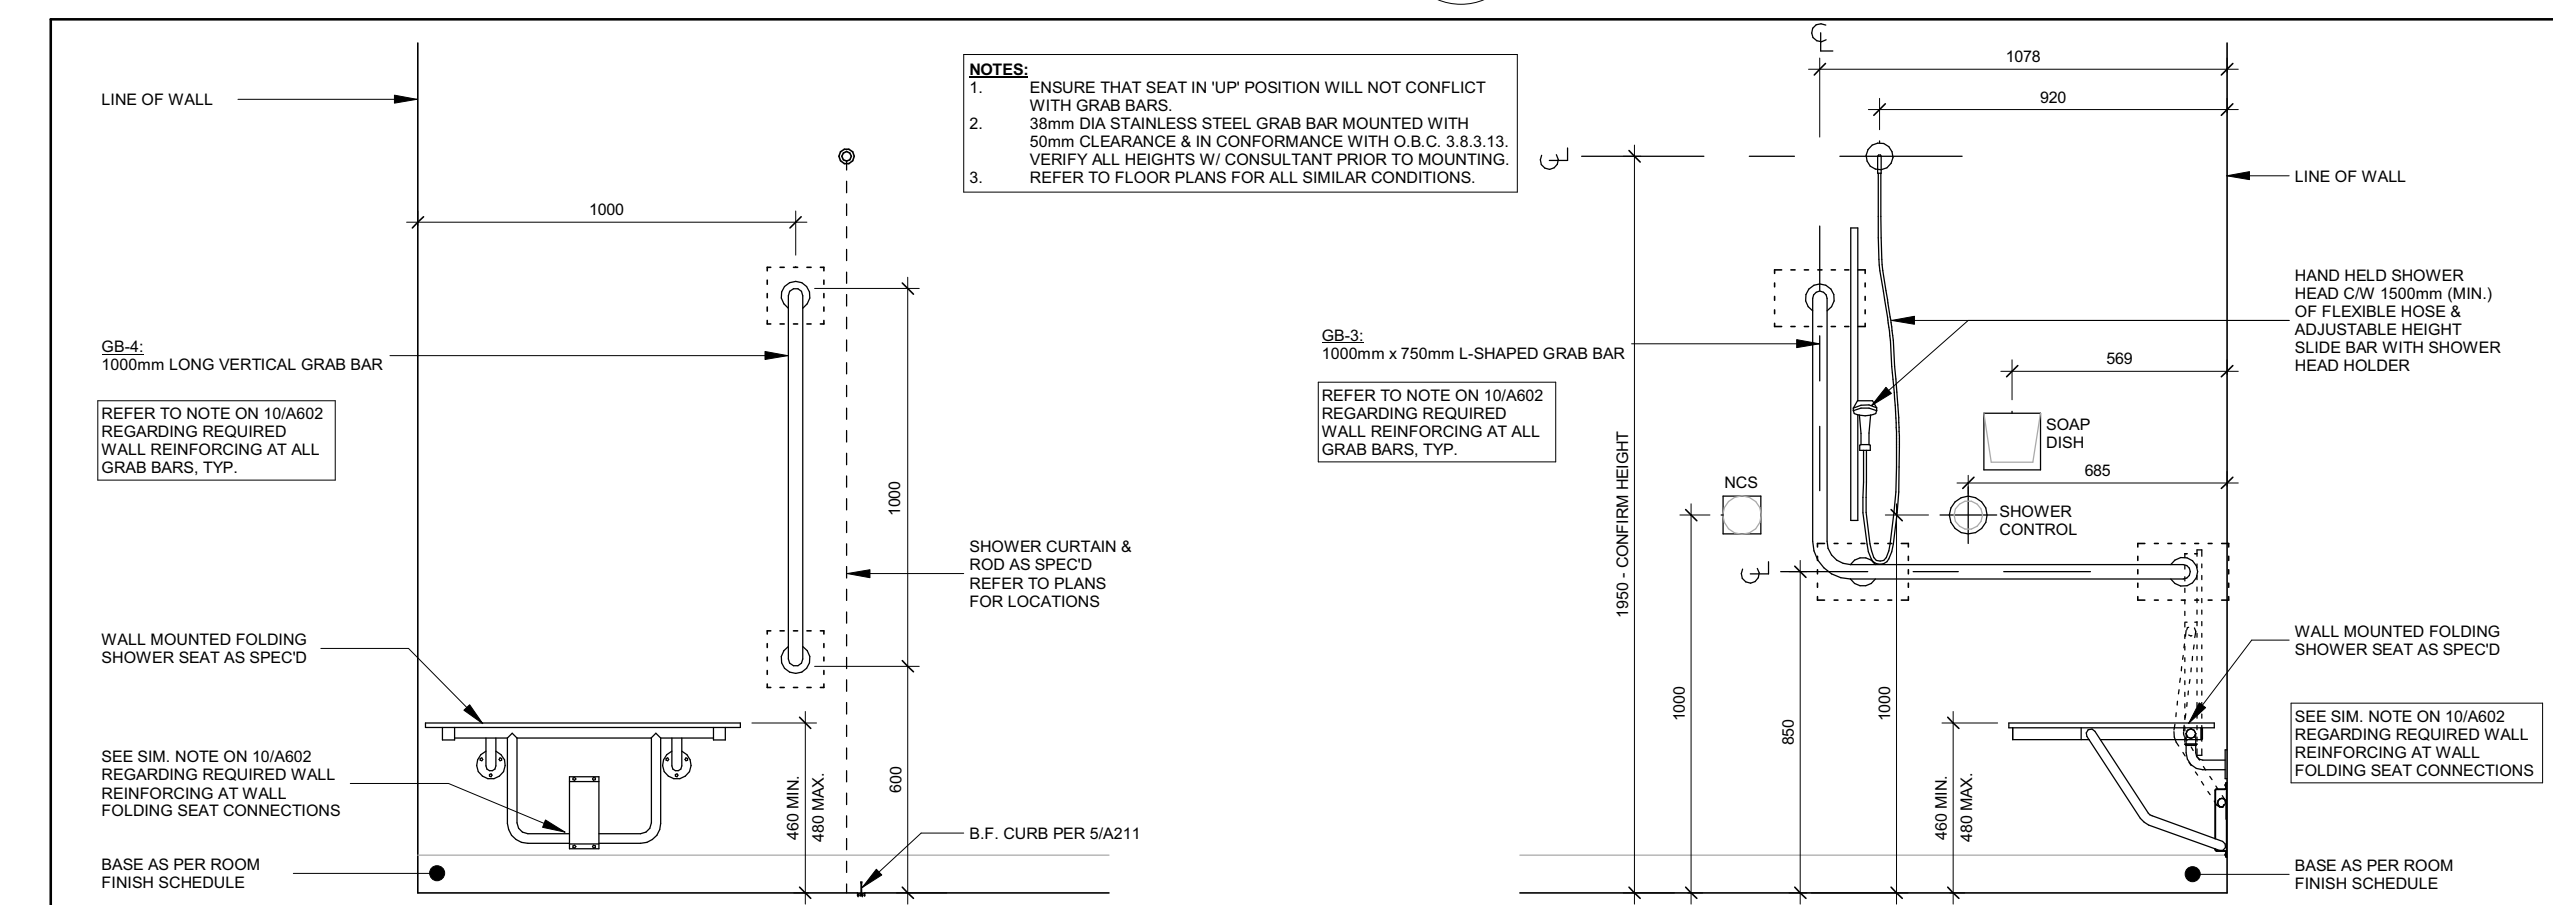 NOTES:
1. ENSURE THAT SEAT IN 'UP' POSITION WILL NOT CONFLICT
WITH GRAB BARS.
2. 38mm DIA STAINLESS STEEL GRAB BAR MOUNTED WITH
50mm CLEARANCE & IN CONFORMANCE WITH O.B.C. 3.8.3.13.
VERIFY ALL HEIGHTS W/ CONSULTANT PRIOR TO MOUNTING.
3. REFER TO FLOOR PLANS FOR ALL SIMILAR CONDITIONS.
LINE OF WALL
1000
GB-4:
1000mm LONG VERTICAL GRAB BAR
REFER TO NOTE ON 10/A602
REGARDING REQUIRED
WALL REINFORCING AT ALL
GRAB BARS, TYP.
1000
SHOWER CURTAIN &
ROD AS SPEC'D
REFER TO PLANS
FOR LOCATIONS
WALL MOUNTED FOLDING
SHOWER SEAT AS SPEC'D
SEE SIM. NOTE ON 10/A602
REGARDING REQUIRED WALL
REINFORCING AT WALL
FOLDING SEAT CONNECTIONS
460 MIN.
480 MAX.
600
B.F. CURB PER 5/A211
BASE AS PER ROOM
FINISH SCHEDULE
1078
920
LINE OF WALL
HAND HELD SHOWER
HEAD C/W 1500mm (MIN.)
OF FLEXIBLE HOSE &
ADJUSTABLE HEIGHT
SLIDE BAR WITH SHOWER
HEAD HOLDER
GB-3:
1000mm x 750mm L-SHAPED GRAB BAR
REFER TO NOTE ON 10/A602
REGARDING REQUIRED
WALL REINFORCING AT ALL
GRAB BARS, TYP.
569
SOAP
DISH
685
NCS
SHOWER
CONTROL
1950 - CONFIRM HEIGHT
1000
850
1000
460 MIN.
480 MAX.
WALL MOUNTED FOLDING
SHOWER SEAT AS SPEC'D
SEE SIM. NOTE ON 10/A602
REGARDING REQUIRED WALL
REINFORCING AT WALL
FOLDING SEAT CONNECTIONS
BASE AS PER ROOM
FINISH SCHEDULE